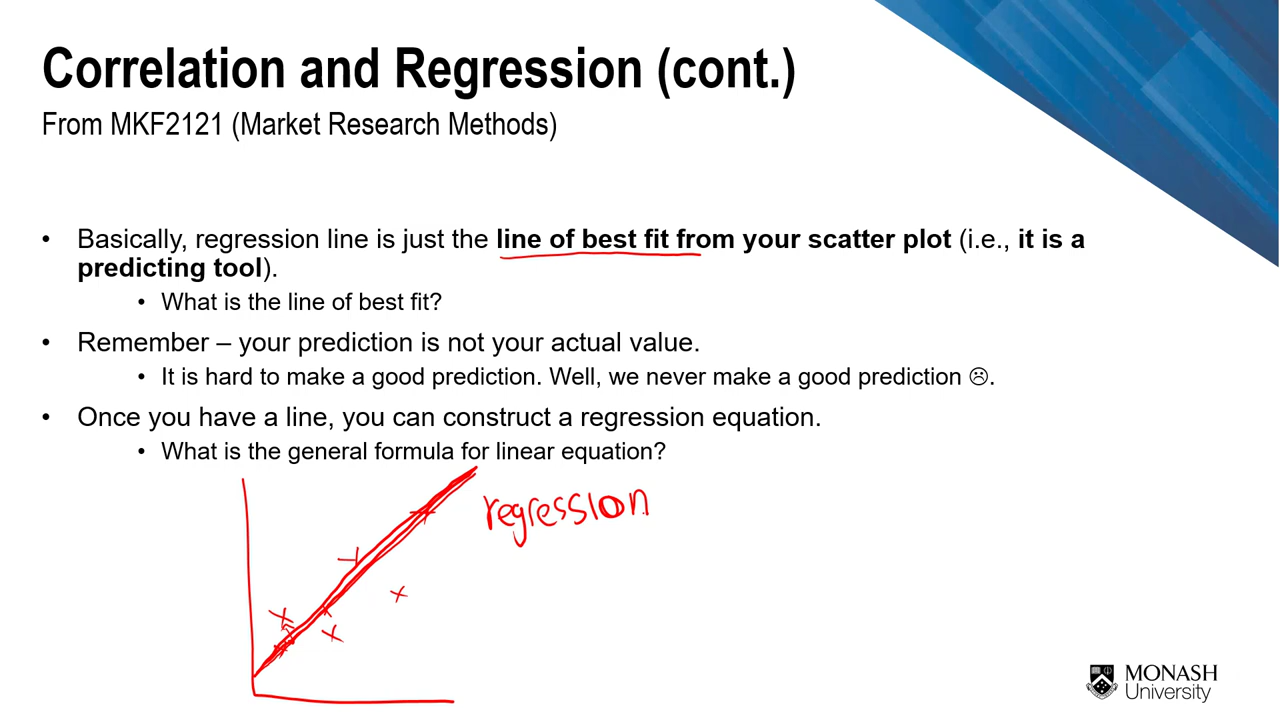 Correlation and Regression (cont.)
From MKF2121 (Market Research Methods)
• Basically, regression line is just the line of best fit from your scatter plot (i.e., it is a
predicting tool).
• What is the line of best fit?
• Remember – your prediction is not your actual value.
• It is hard to make a good prediction. Well, we never make a good prediction ☹.
• Once you have a line, you can construct a regression equation.
• What is the general formula for linear equation?
regression
MONASH
University